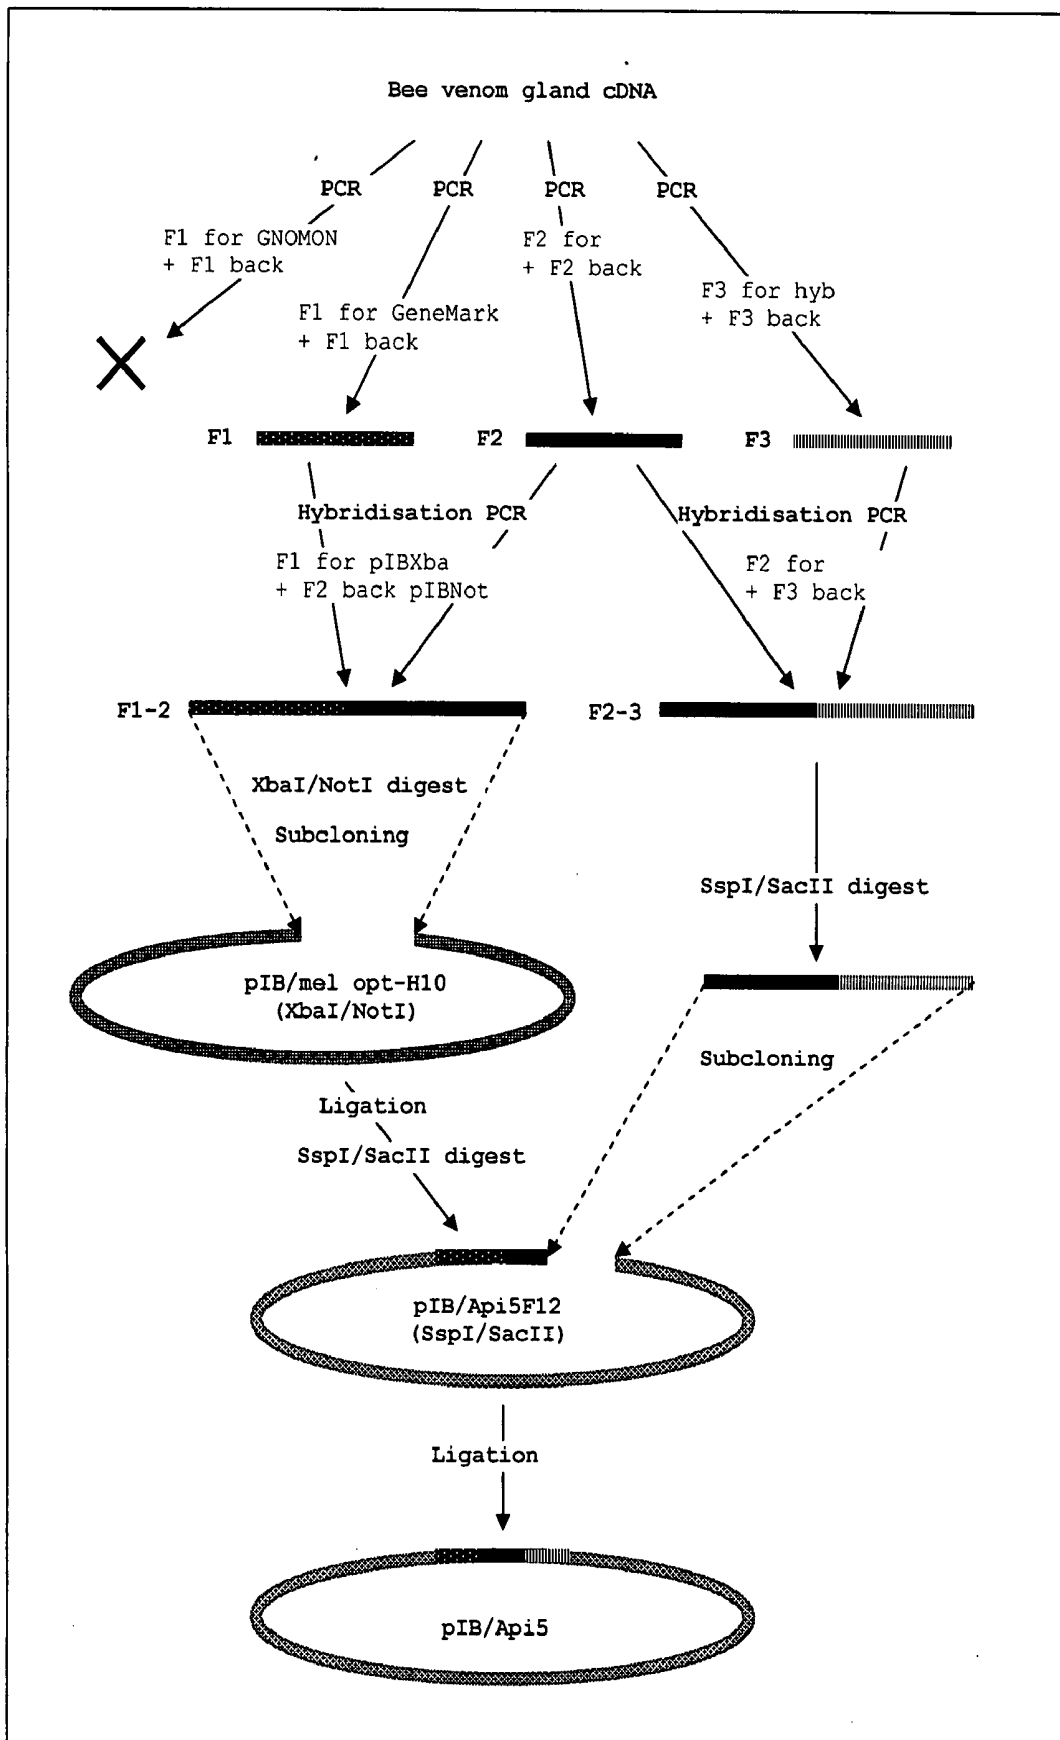 Bee venom gland cDNA
PCR
PCR
PCR
PCR
F1 for GNOMON
+ F1 back
F2 for
+ F2 back
F3 for hyb
+ F3 back
F1 for GeneMark
+ F1 back
F1
F2
F3
Hybridisation PCR
Hybridisation PCR
F1 for pIBXba
+ F2 back pIBNot
F2 for
+ F3 back
F1-2
F2-3
XbaI/NotI digest
Subcloning
SspI/SacII digest
pIB/mel opt-H10
(XbaI/NotI)
Subcloning
Ligation
SspI/SacII digest
pIB/Api5F12
(SspI/SacII)
Ligation
pIB/Api5